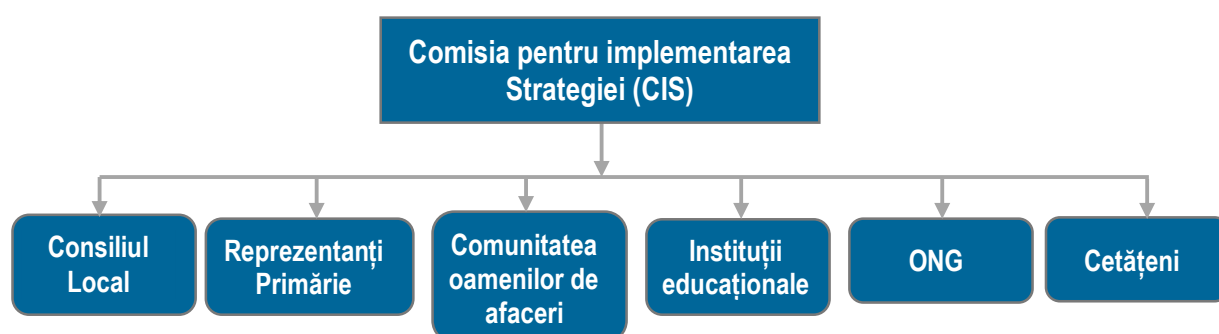 Comisia pentru implementarea
Strategiei (CIS)
Consiliul
Local
Reprezentanți
Primărie
Comunitatea
oamenilor de
afaceri
Instituții
educaționale
ONG
Cetățeni